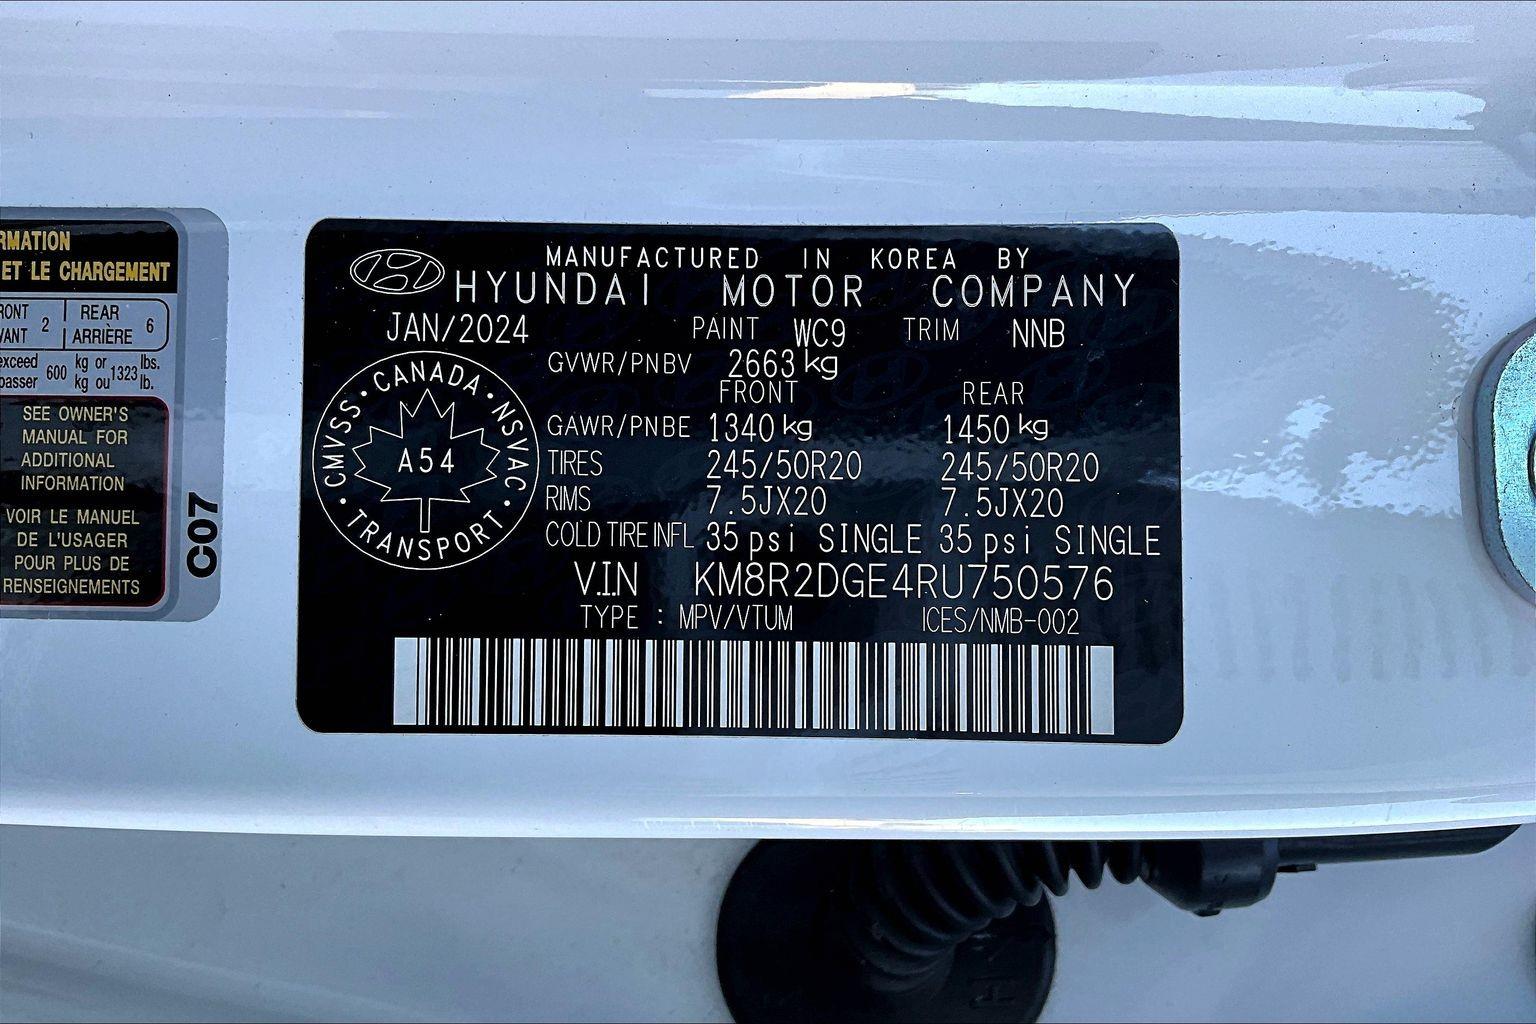 RMATION
ET LE CHARGEMENT
RONT 2 REAR 6
VANT ARRIÈRE
exceed 600 kg or 1323 lbs.
passer kg ou lb.
SEE OWNER'S
MANUAL FOR
ADDITIONAL
INFORMATION
VOIR LE MANUEL
DE L'USAGER
POUR PLUS DE
RENSEIGNEMENTS
C07
MANUFACTURED IN KOREA BY
HYUNDAI MOTOR COMPANY
JAN/2024 PAINT WC9 TRIM NNB
GVWR/PNBV 2663 kg
FRONT REAR
GAWR/PNBE 1340 kg 1450 kg
TIRES 245/50R20 245/50R20
RIMS 7.5JX20 7.5JX20
COLD TIRE INFL 35 psi SINGLE 35 psi SINGLE
V.I.N KM8R2DGE4RU750576
TYPE : MPV/VTUM ICES/NMB-002
CMVSS · CANADA · NSVAC · TRANSPORT ·
A54